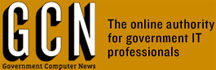 GCN
Government Computer News
The online authority
for government IT
professionals